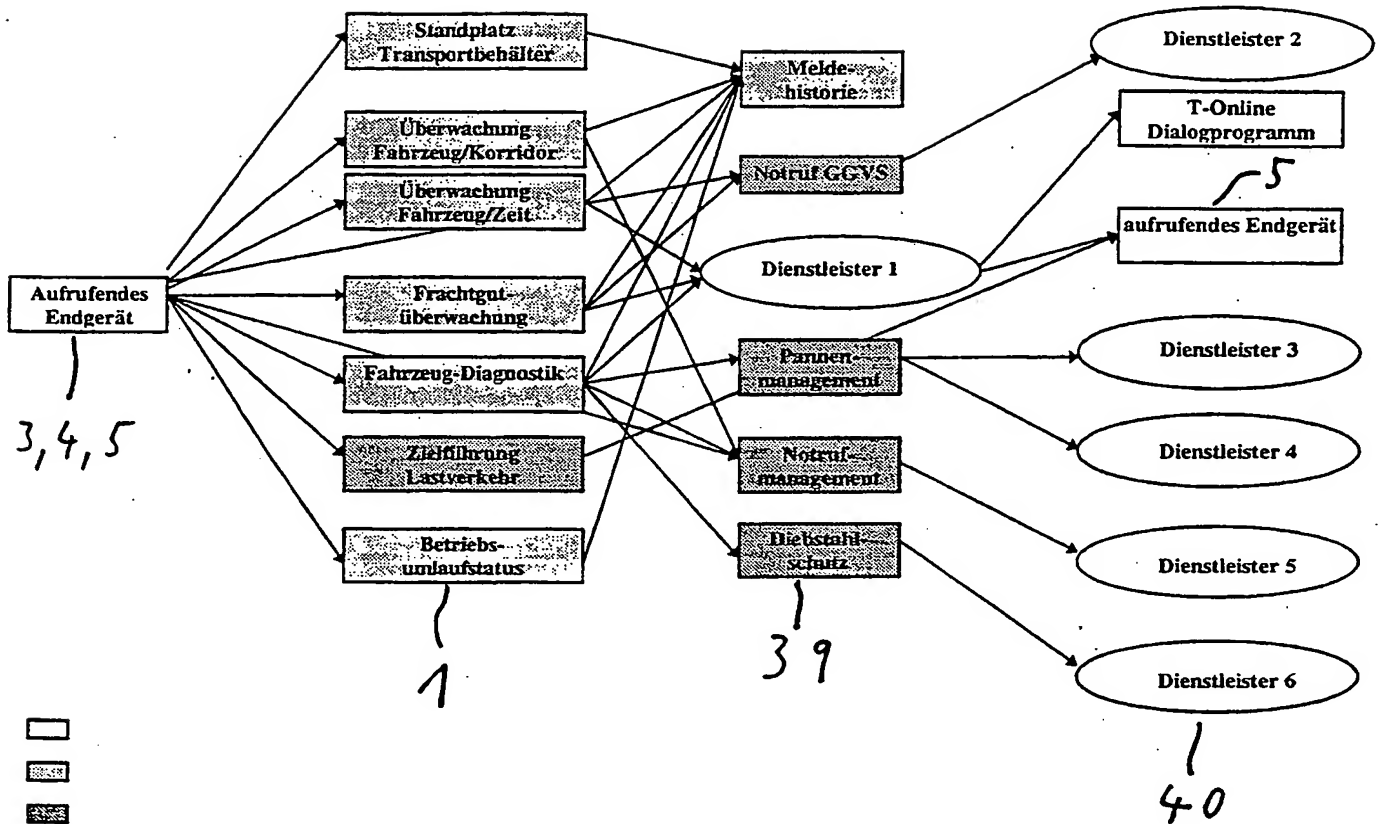 Standplatz
Transportbehälter
Überwachung
Fahrzeug/Korridor
Überwachung
Fahrzeug/Zeit
Aufrufendes
Endgerät
3, 4, 5
Frachtgut-
überwachung
Fahrzeug-Diagnostik
Zielführung
Lastverkehr
Betriebs-
umlaufstatus
1
Melde-
historie
Notruf GGVS
Dienstleister 1
Pannen-
management
Notruf-
management
Diebstahl-
schutz
39
Dienstleister 2
T-Online
Dialogprogramm
5
aufrufendes Endgerät
Dienstleister 3
Dienstleister 4
Dienstleister 5
Dienstleister 6
40